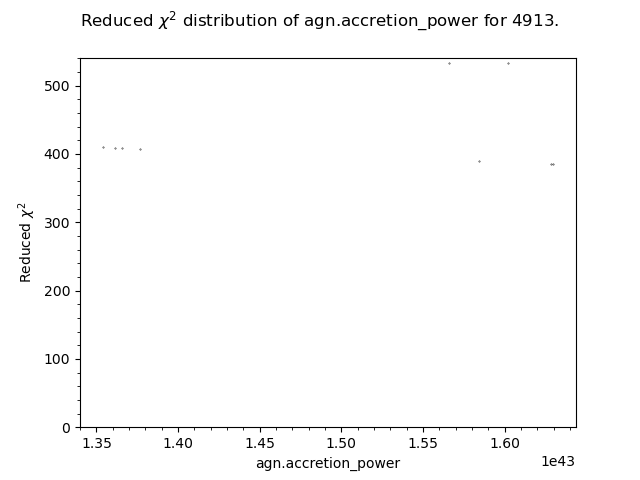 Reduced χ² distribution of agn.accretion_power for 4913.
500
400
300
200
100
0
Reduced χ²
1.35 1.40 1.45 1.50 1.55 1.60
1e43
agn.accretion_power